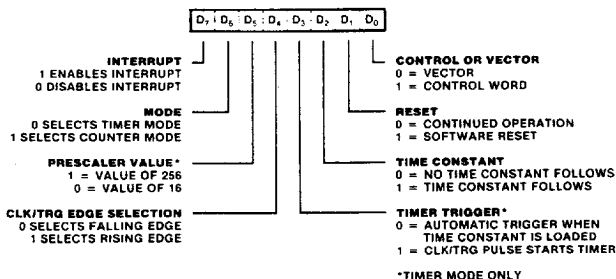 D7 D6 D5 D4 D3 D2 D1 D0
INTERRUPT
1 ENABLES INTERRUPT
0 DISABLES INTERRUPT
MODE
0 SELECTS TIMER MODE
1 SELECTS COUNTER MODE
PRESCALER VALUE*
1 = VALUE OF 256
0 = VALUE OF 16
CLK/TRG EDGE SELECTION
0 SELECTS FALLING EDGE
1 SELECTS RISING EDGE
CONTROL OR VECTOR
0 = VECTOR
1 = CONTROL WORD
RESET
0 = CONTINUED OPERATION
1 = SOFTWARE RESET
TIME CONSTANT
0 = NO TIME CONSTANT FOLLOWS
1 = TIME CONSTANT FOLLOWS
TIMER TRIGGER*
0 = AUTOMATIC TRIGGER WHEN
TIME CONSTANT IS LOADED
1 = CLK/TRG PULSE STARTS TIMER
*TIMER MODE ONLY